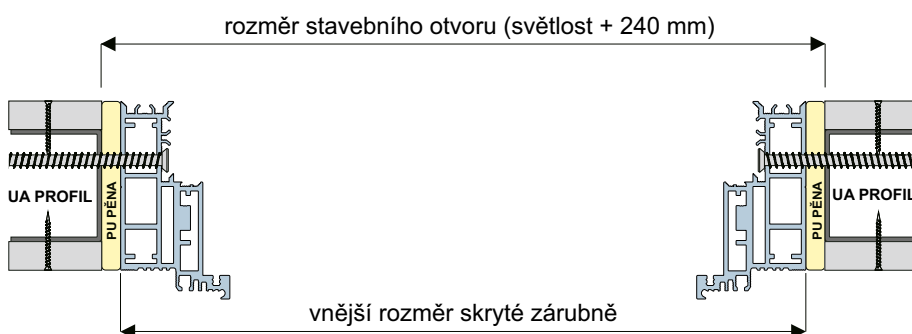 rozměr stavebního otvoru (světlost + 240 mm)
UA PROFIL
PU PĚNA
PU PĚNA
UA PROFIL
vnější rozměr skryté zárubně